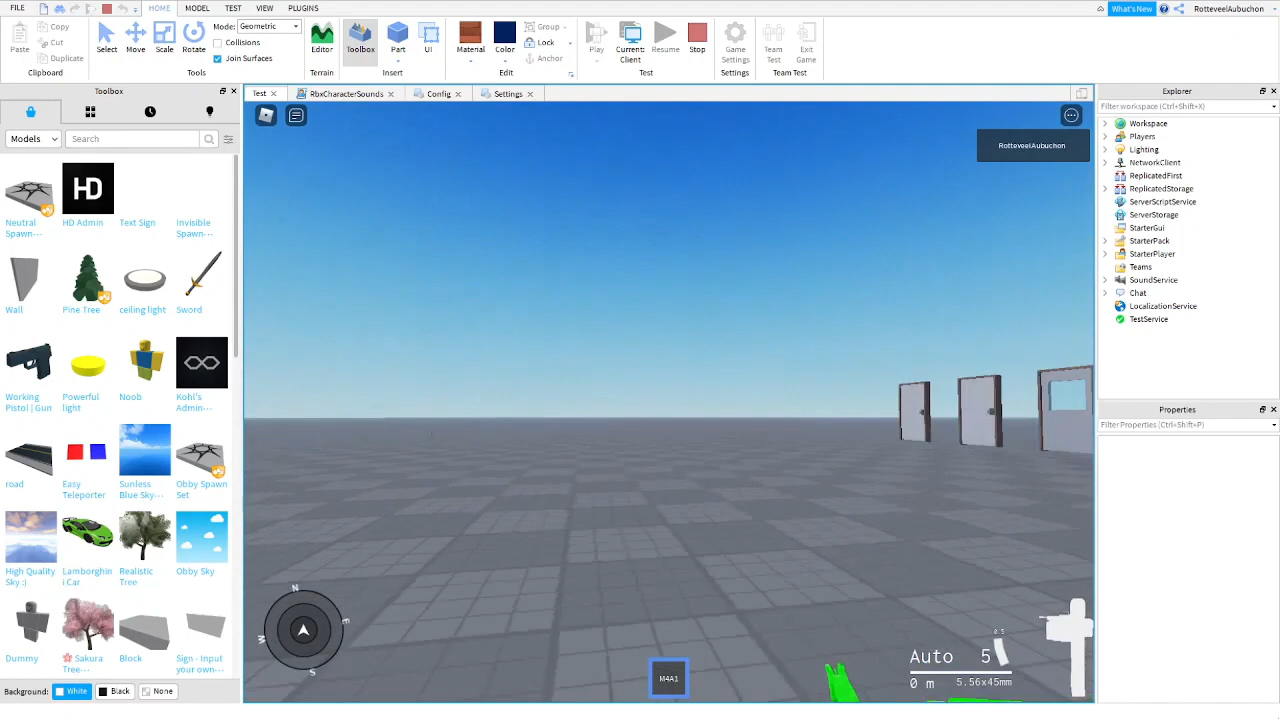 FILE HOME MODEL TEST VIEW PLUGINS What's New RotteveelAubuchon
Paste Copy Cut Duplicate Clipboard
Select Move Scale Rotate Mode: Geometric Collisions Join Surfaces Tools
Editor Terrain
Toolbox Part UI Insert
Material Color Group Lock Anchor Edit
Play Current: Client Resume Stop Test
Game Settings Settings
Team Test Exit Game Team Test
Toolbox
Models Search
Neutral Spawn... HD Admin Text Sign Invisible Spawn...
Wall Pine Tree ceiling light Sword
Working Pistol | Gun Powerful light Noob Kohl's Admin...
road Easy Teleporter Sunless Blue Sky... Obby Spawn Set
High Quality Sky :) Lamborghini Car Realistic Tree Obby Sky
Dummy 🌸 Sakura Tree... Block Sign - Input your own...
Background: White Black None
Test RbxCharacterSounds Config Settings
RotteveelAubuchon
HD
N
E
W
S
M4A1
0.5
Auto 5
0 m 5.56x45mm
Explorer
Filter workspace (Ctrl+Shift+X)
Workspace
Players
Lighting
NetworkClient
ReplicatedFirst
ReplicatedStorage
ServerScriptService
ServerStorage
StarterGui
StarterPack
StarterPlayer
Teams
SoundService
Chat
LocalizationService
TestService
Properties
Filter Properties (Ctrl+Shift+P)